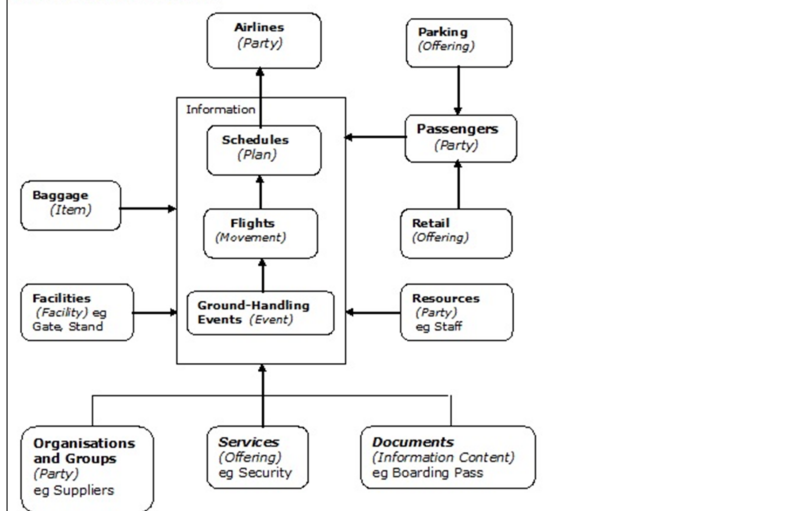 Airlines
(Party)
Parking
(Offering)
Information
Schedules
(Plan)
Passengers
(Party)
Baggage
(Item)
Flights
(Movement)
Retail
(Offering)
Facilities
(Facility) eg
Gate, Stand
Ground-Handling
Events (Event)
Resources
(Party)
eg Staff
Organisations
and Groups
(Party)
eg Suppliers
Services
(Offering)
eg Security
Documents
(Information Content)
eg Boarding Pass